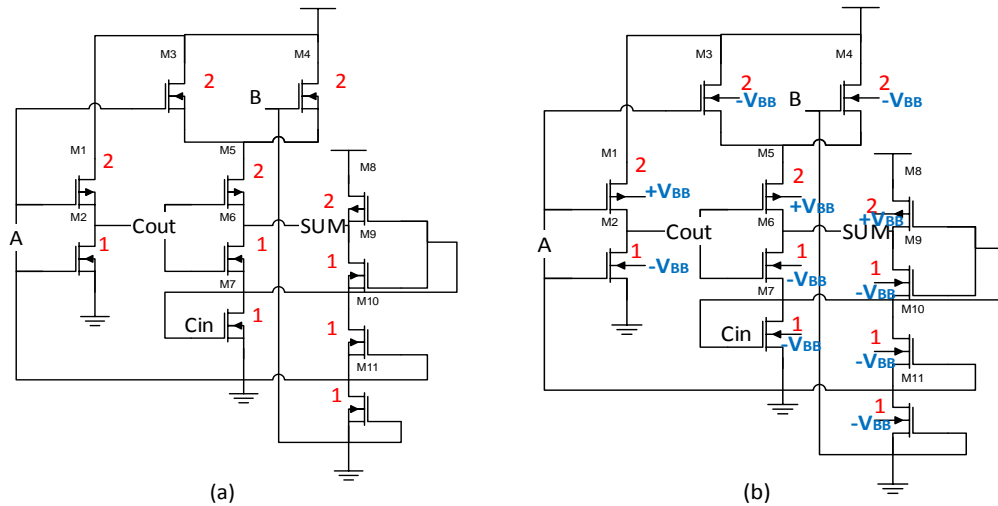 M3
M4
2
2
B
M1
M5
2
2
M8
M2
Cout
M6
SUM
2
M9
A
1
1
1
M7
M10
Cin
1
1
M11
1
(a)
M3
M4
2
2
B
-VBB
-VBB
M1
M5
2
2
M8
+VBB
+VBB
2
+VBB
M2
Cout
M6
SUM
M9
A
1
1
-VBB
-VBB
1
-VBB
M7
M10
Cin
1
-VBB
1
-VBB
M11
1
-VBB
(b)